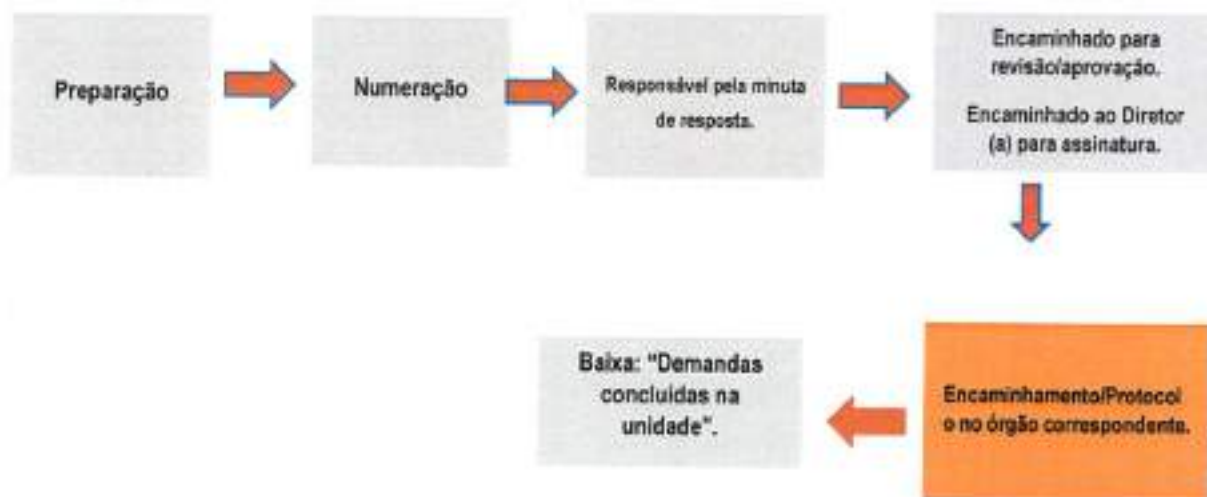 Preparação
Numeração
Responsável pela minuta
de resposta.
Encaminhado para
revisão/aprovação.
Encaminhado ao Diretor
(a) para assinatura.
Encaminhamento/Protocol
o no órgão correspondente.
Baixa: "Demandas
concluídas na
unidade".